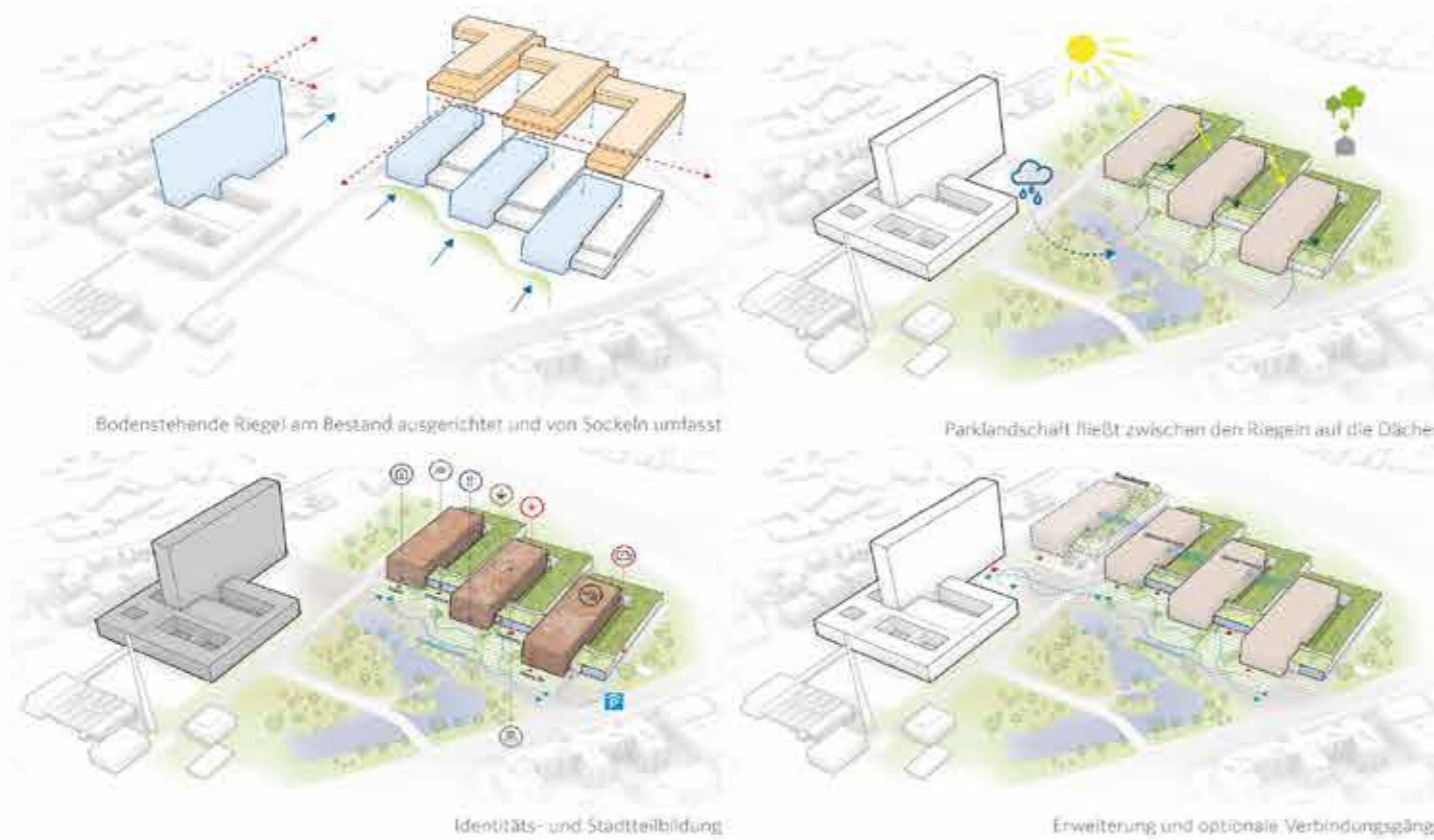 Bodenstehende Riegel am Bestand ausgerichtet und von Sockeln umfasst
Parklandschaft fließt zwischen den Riegeln auf die Dächer
P
Identitäts- und Stadtteilbildung
Erweiterung und optionale Verbindungsgänge